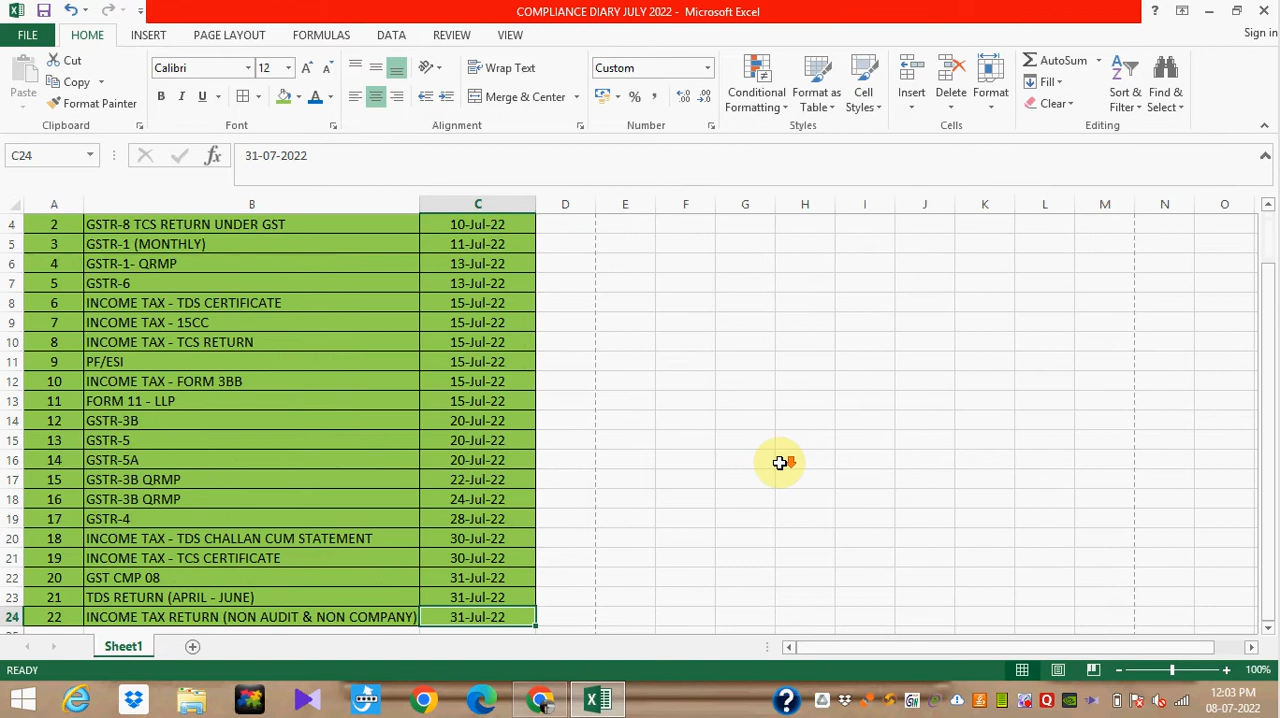 COMPLIANCE DIARY JULY 2022 - Microsoft Excel
?
FILE HOME INSERT PAGE LAYOUT FORMULAS DATA REVIEW VIEW Sign in
Paste Cut Copy Format Painter Clipboard
Calibri 12 B I U Font
Wrap Text Merge & Center Alignment
Custom % , Number
Conditional Formatting Format as Table Cell Styles Styles
Insert Delete Format Cells
AutoSum Fill Clear Sort & Filter Find & Select Editing
C24 fx 31-07-2022
A B C D E F G H I J K L M N O
4 2 GSTR-8 TCS RETURN UNDER GST 10-Jul-22
5 3 GSTR-1 (MONTHLY) 11-Jul-22
6 4 GSTR-1- QRMP 13-Jul-22
7 5 GSTR-6 13-Jul-22
8 6 INCOME TAX - TDS CERTIFICATE 15-Jul-22
9 7 INCOME TAX - 15CC 15-Jul-22
10 8 INCOME TAX - TCS RETURN 15-Jul-22
11 9 PF/ESI 15-Jul-22
12 10 INCOME TAX - FORM 3BB 15-Jul-22
13 11 FORM 11 - LLP 15-Jul-22
14 12 GSTR-3B 20-Jul-22
15 13 GSTR-5 20-Jul-22
16 14 GSTR-5A 20-Jul-22
17 15 GSTR-3B QRMP 22-Jul-22
18 16 GSTR-3B QRMP 24-Jul-22
19 17 GSTR-4 28-Jul-22
20 18 INCOME TAX - TDS CHALLAN CUM STATEMENT 30-Jul-22
21 19 INCOME TAX - TCS CERTIFICATE 30-Jul-22
22 20 GST CMP 08 31-Jul-22
23 21 TDS RETURN (APRIL - JUNE) 31-Jul-22
24 22 INCOME TAX RETURN (NON AUDIT & NON COMPANY) 31-Jul-22
Sheet1
READY 100%
12:03 PM
08-07-2022